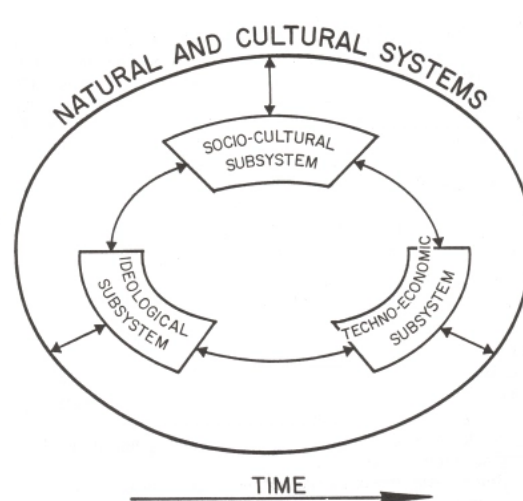 NATURAL AND CULTURAL SYSTEMS
SOCIO-CULTURAL
SUBSYSTEM
IDEOLOGICAL
SUBSYSTEM
TECHNO-ECONOMIC
SUBSYSTEM
TIME